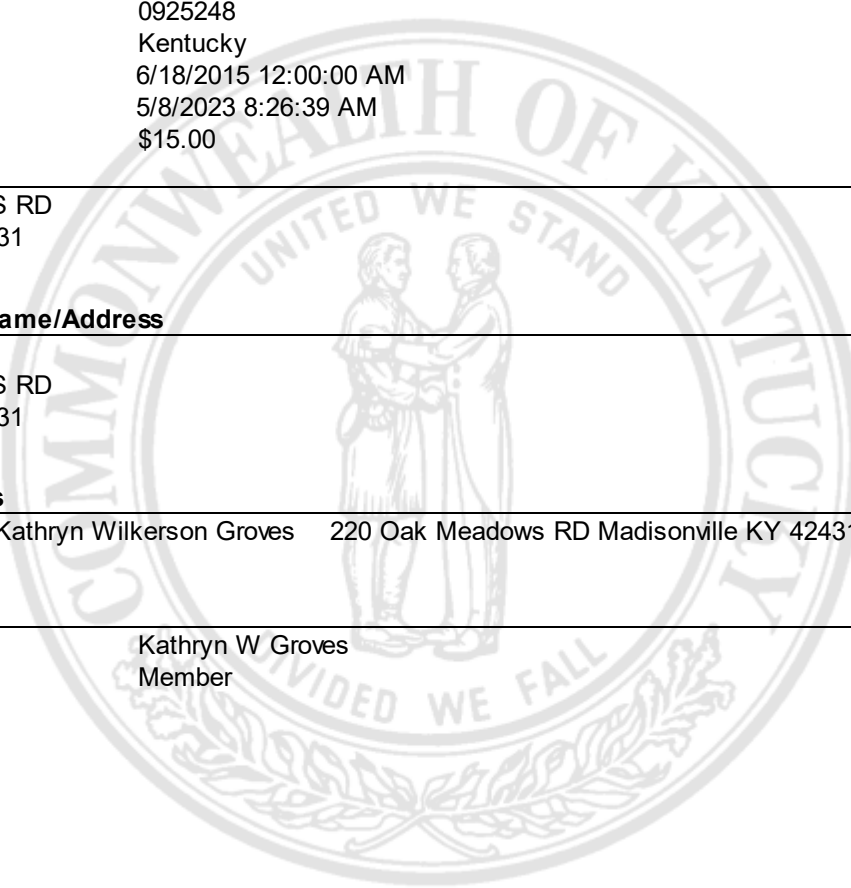 0925248
Kentucky
6/18/2015 12:00:00 AM
5/8/2023 8:26:39 AM
$15.00
S RD
31
ame/Address
S RD
31
s
Kathryn Wilkerson Groves 220 Oak Meadows RD Madisonville KY 42431
Kathryn W Groves
Member
COMMONWEALTH OF KENTUCKY
UNITED WE STAND
DIVIDED WE FALL